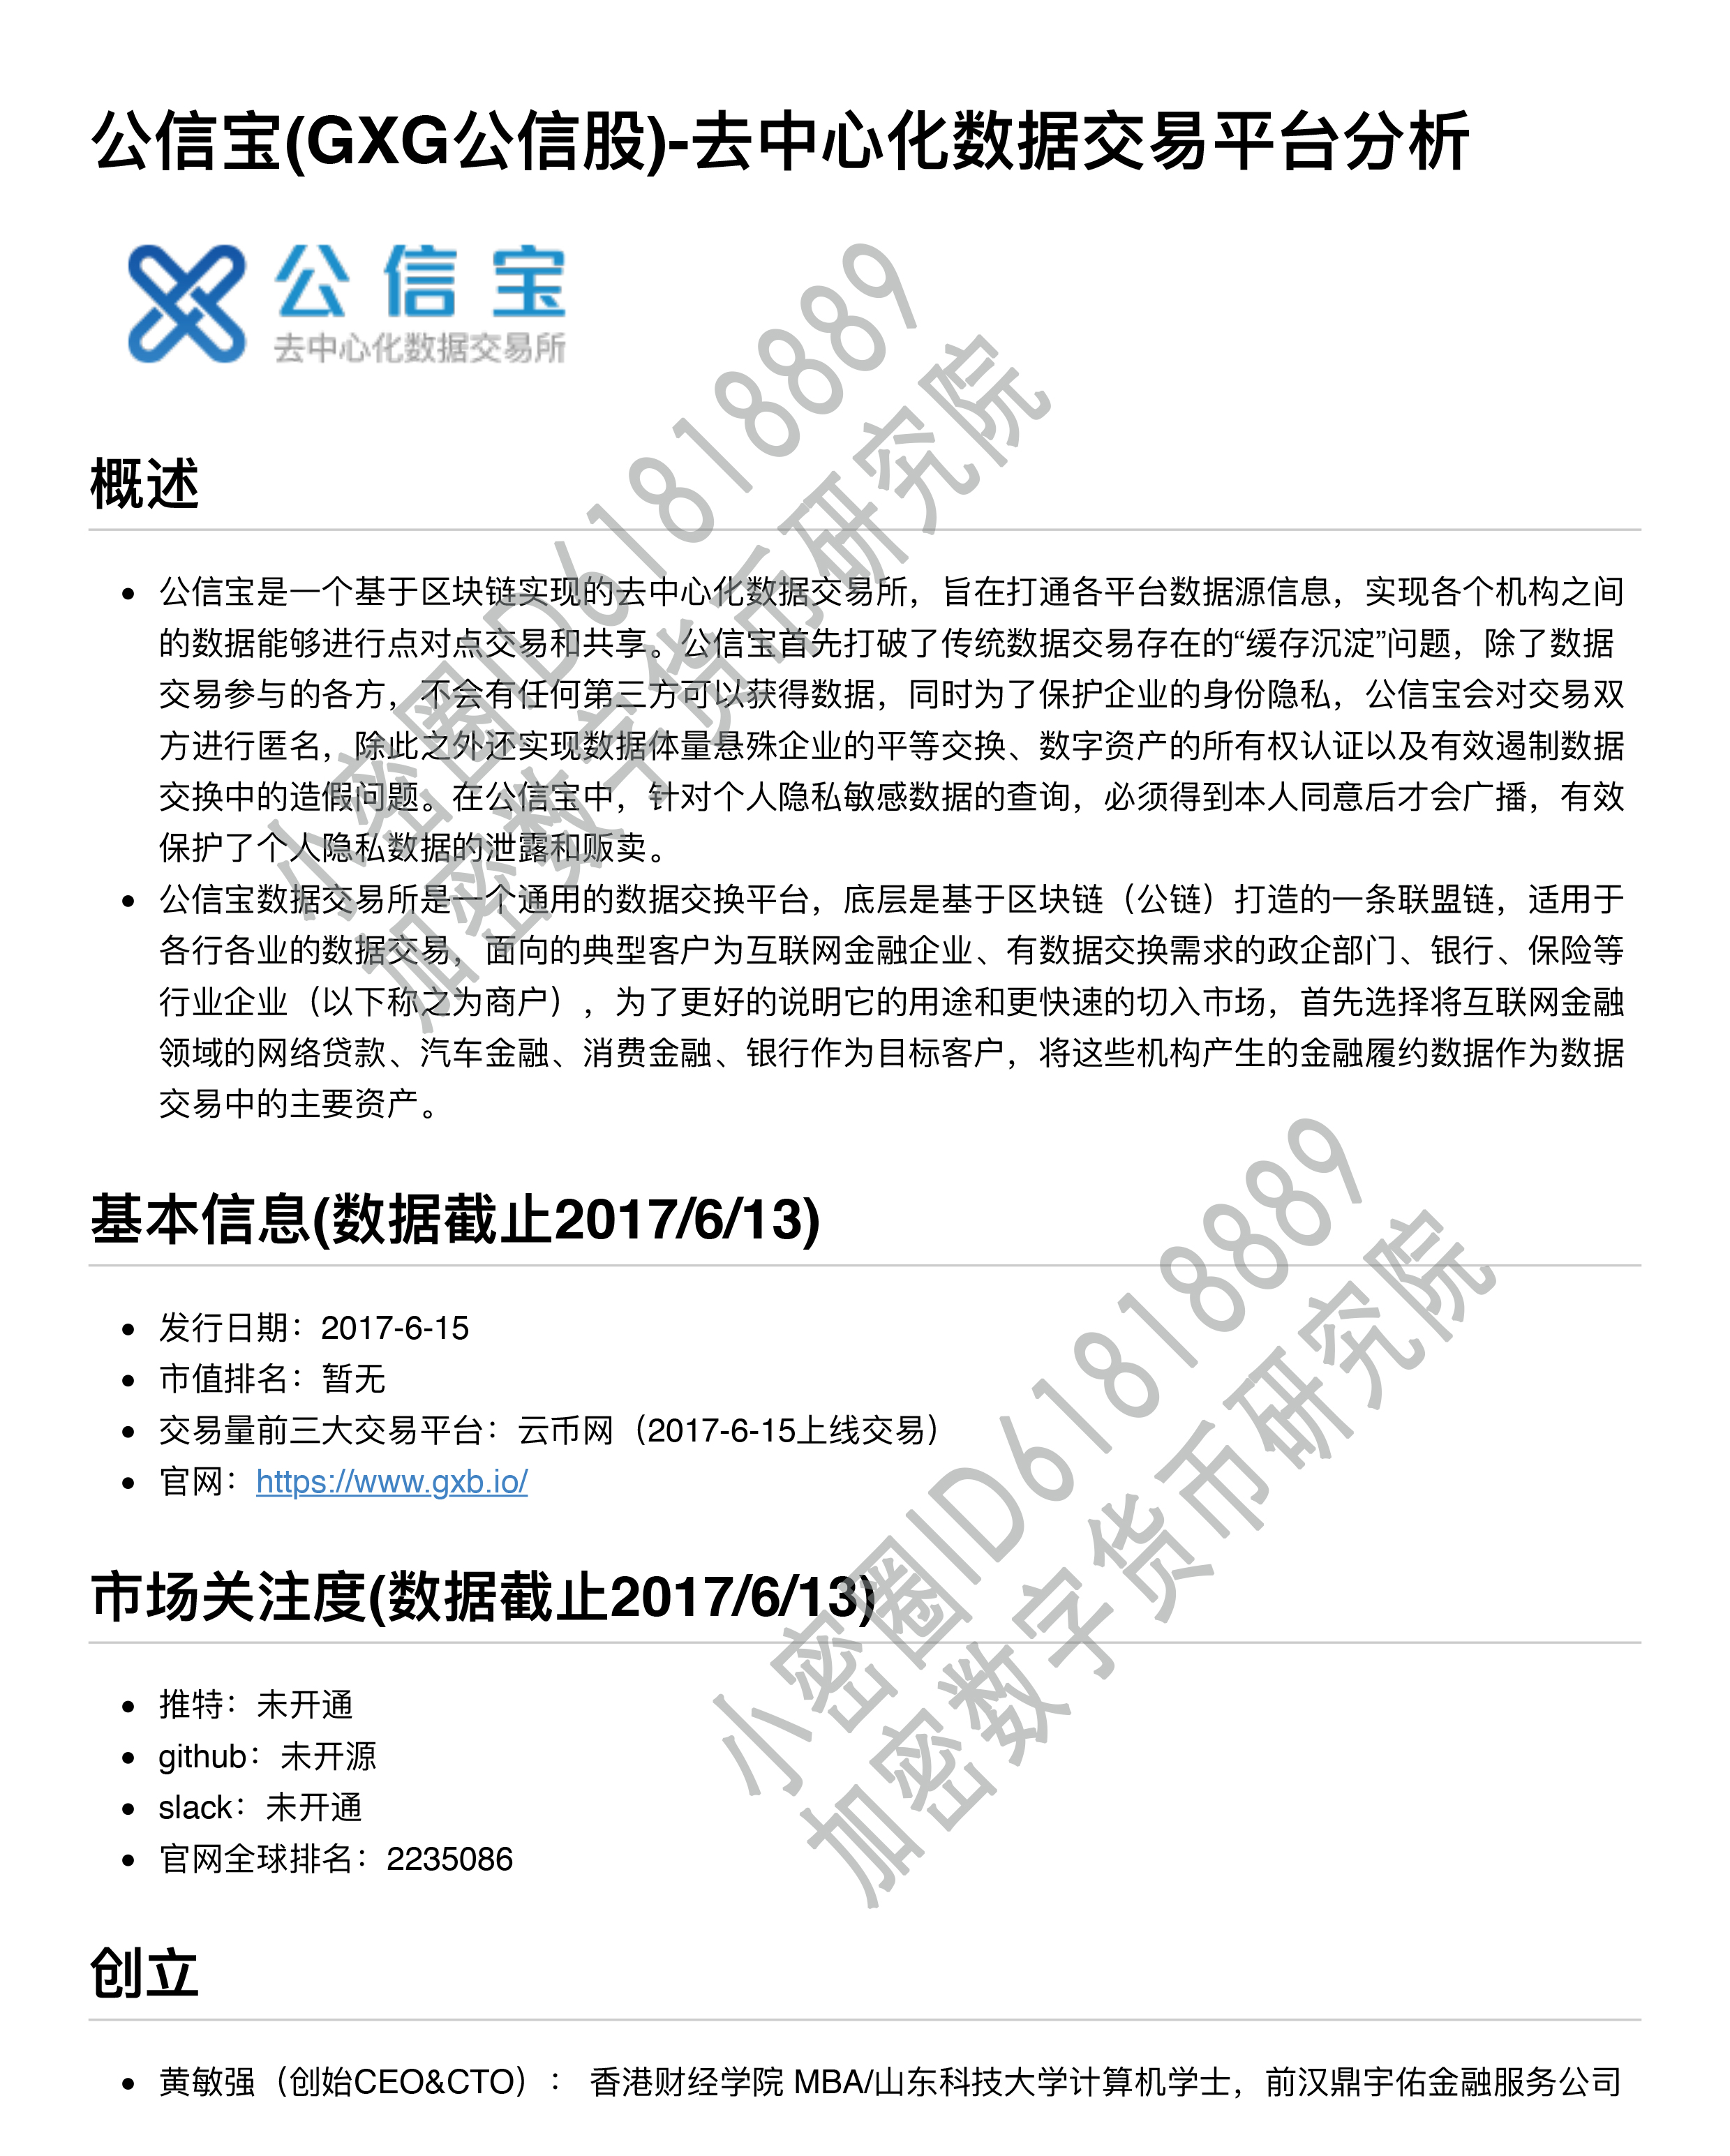 公信宝(GXG公信股)-去中心化数据交易平台分析
公信宝
去中心化数据交易所
概述
• 公信宝是一个基于区块链实现的去中心化数据交易所，旨在打通各平台数据源信息，实现各个机构之间
的数据能够进行点对点交易和共享。公信宝首先打破了传统数据交易存在的“缓存沉淀”问题，除了数据
交易参与的各方，不会有任何第三方可以获得数据，同时为了保护企业的身份隐私，公信宝会对交易双
方进行匿名，除此之外还实现数据体量悬殊企业的平等交换、数字资产的所有权认证以及有效遏制数据
交换中的造假问题。在公信宝中，针对个人隐私敏感数据的查询，必须得到本人同意后才会广播，有效
保护了个人隐私数据的泄露和贩卖。
• 公信宝数据交易所是一个通用的数据交换平台，底层是基于区块链（公链）打造的一条联盟链，适用于
各行各业的数据交易，面向的典型客户为互联网金融企业、有数据交换需求的政企部门、银行、保险等
行业企业（以下称之为商户），为了更好的说明它的用途和更快速的切入市场，首先选择将互联网金融
领域的网络贷款、汽车金融、消费金融、银行作为目标客户，将这些机构产生的金融履约数据作为数据
交易中的主要资产。
基本信息(数据截止2017/6/13)
• 发行日期：2017-6-15
• 市值排名：暂无
• 交易量前三大交易平台：云币网（2017-6-15上线交易）
• 官网：https://www.gxb.io/
市场关注度(数据截止2017/6/13)
• 推特：未开通
• github：未开源
• slack：未开通
• 官网全球排名：2235086
创立
• 黄敏强（创始CEO&CTO）： 香港财经学院 MBA/山东科技大学计算机学士，前汉鼎宇佑金融服务公司
小密圈ID6181889
加密数字货币研究院
小密圈ID6181889
加密数字货币研究院